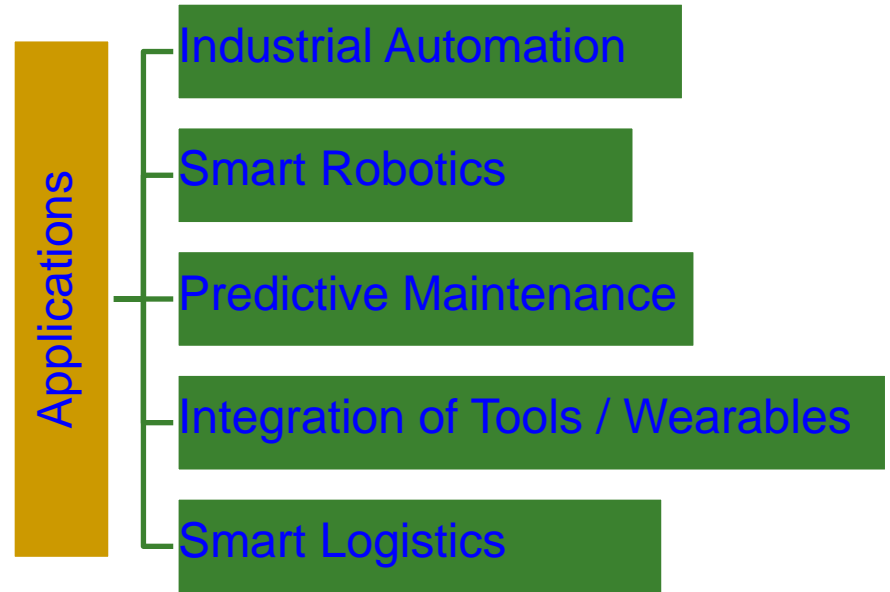 Applications
Industrial Automation
Smart Robotics
Predictive Maintenance
Integration of Tools / Wearables
Smart Logistics